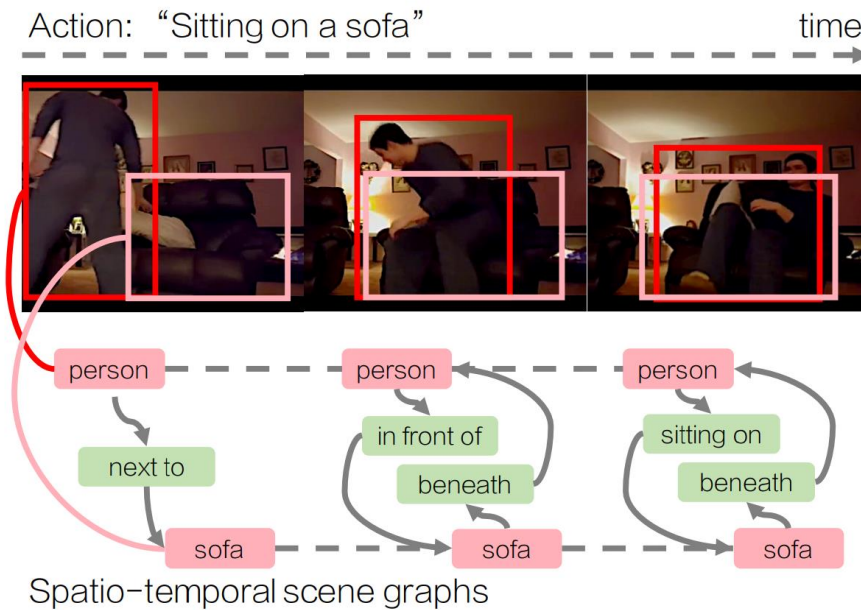 Action: “Sitting on a sofa” time
person person person
next to in front of sitting on
beneath beneath
sofa sofa sofa
Spatio-temporal scene graphs